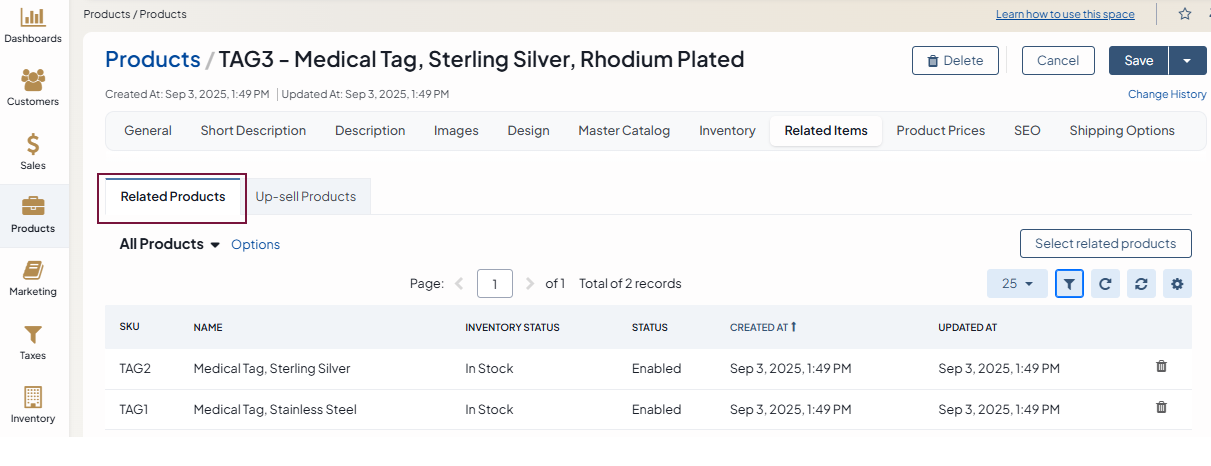 Dashboards
Customers
Sales
Products
Marketing
Taxes
Inventory
Products / Products
Learn how to use this space
Products / TAG3 - Medical Tag, Sterling Silver, Rhodium Plated
Delete
Cancel
Save
Created At: Sep 3, 2025, 1:49 PM | Updated At: Sep 3, 2025, 1:49 PM
Change History
General Short Description Description Images Design Master Catalog Inventory Related Items Product Prices SEO Shipping Options
Related Products Up-sell Products
All Products Options
Select related products
Page: 1 of 1 Total of 2 records
25
SKU NAME INVENTORY STATUS STATUS CREATED AT UPDATED AT
TAG2 Medical Tag, Sterling Silver In Stock Enabled Sep 3, 2025, 1:49 PM Sep 3, 2025, 1:49 PM
TAG1 Medical Tag, Stainless Steel In Stock Enabled Sep 3, 2025, 1:49 PM Sep 3, 2025, 1:49 PM